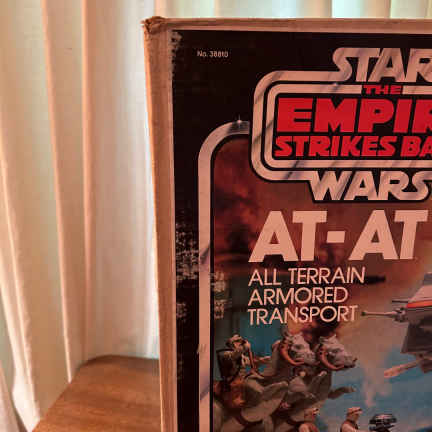 No. 38810
STAR
THE
EMPIR
STRIKES BA
WARS
AT-AT
ALL TERRAIN
ARMORED
TRANSPORT